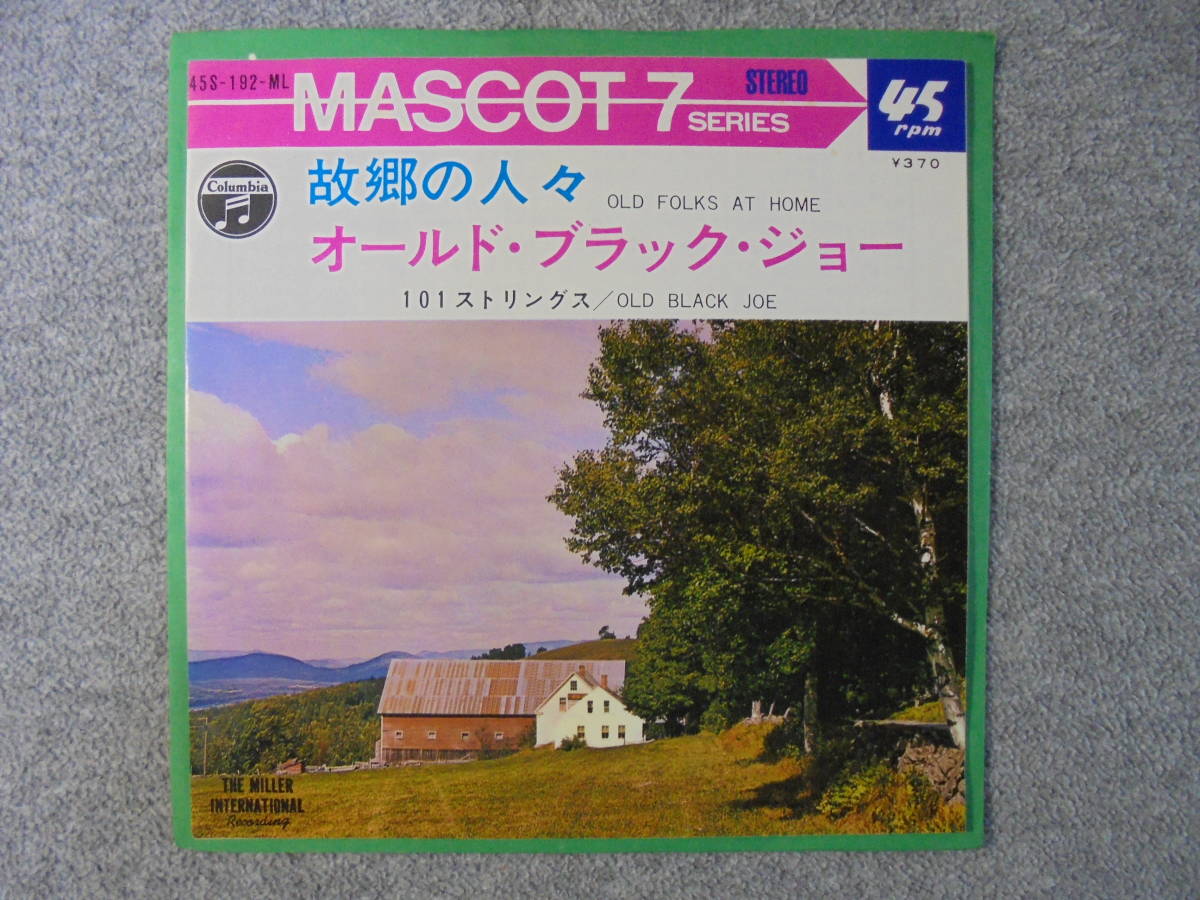 45S-192-ML
MASCOT 7 SERIES
STEREO
45 rpm
¥370
Columbia
故郷の人々 OLD FOLKS AT HOME
オールド・ブラック・ジョー
101ストリングス/OLD BLACK JOE
THE MILLER
INTERNATIONAL
Recording